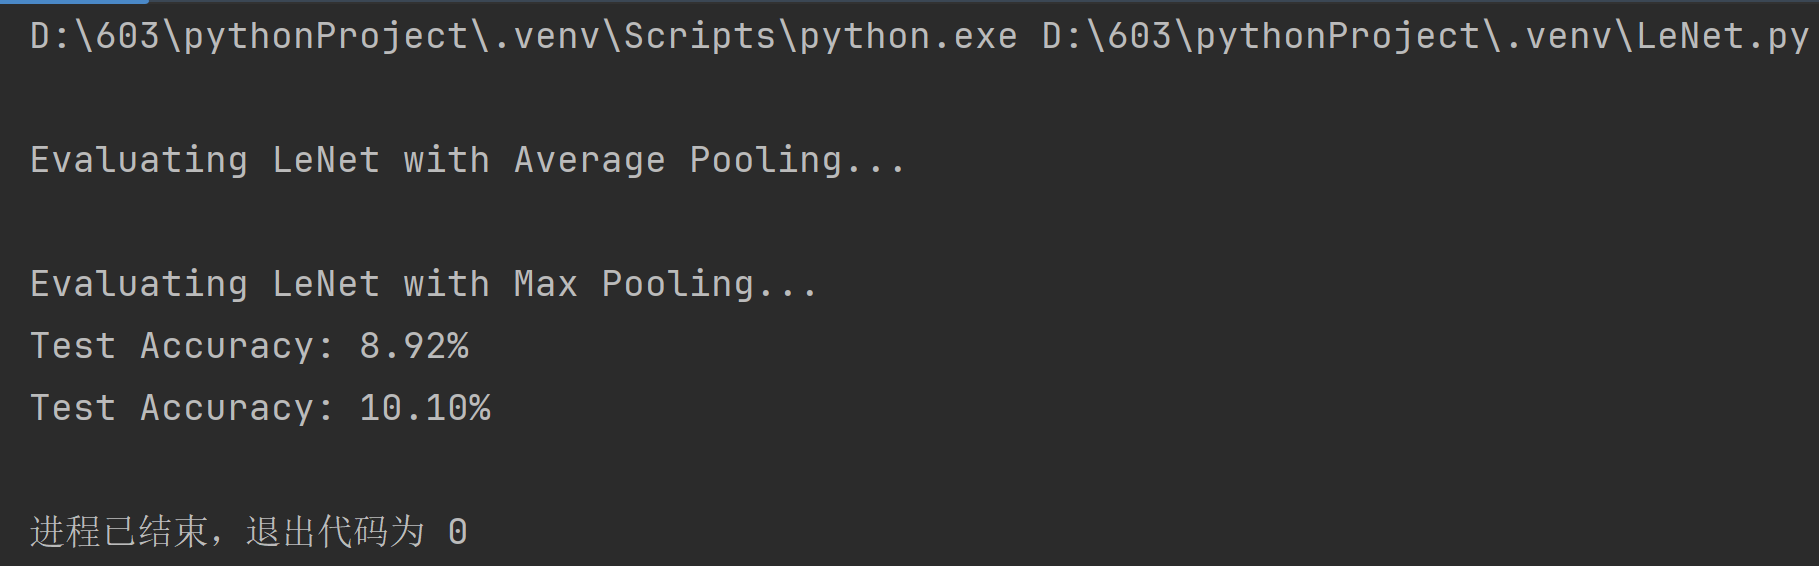 D:\603\pythonProject\.venv\Scripts\python.exe D:\603\pythonProject\.venv\LeNet.py
Evaluating LeNet with Average Pooling...
Evaluating LeNet with Max Pooling...
Test Accuracy: 8.92%
Test Accuracy: 10.10%
进程已结束，退出代码为 0